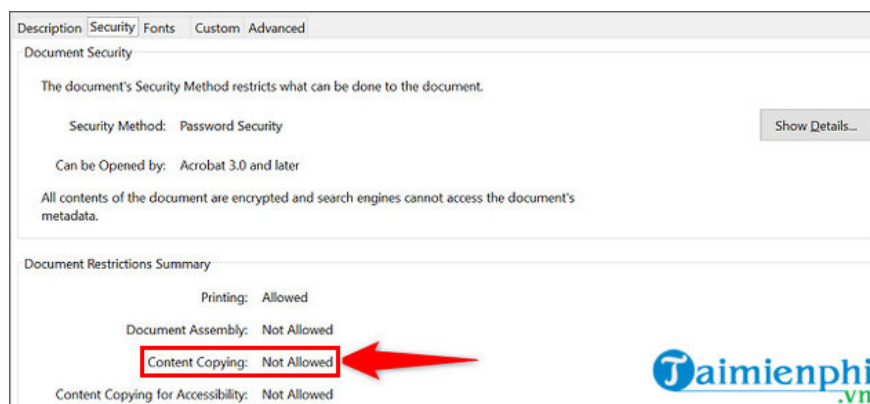 Description Security Fonts Custom Advanced
Document Security
The document's Security Method restricts what can be done to the document.
Security Method: Password Security
Show Details...
Can be Opened by: Acrobat 3.0 and later
All contents of the document are encrypted and search engines cannot access the document's
metadata.
Document Restrictions Summary
Printing: Allowed
Document Assembly: Not Allowed
Content Copying: Not Allowed
Content Copying for Accessibility: Not Allowed
Taimienphi
.vn